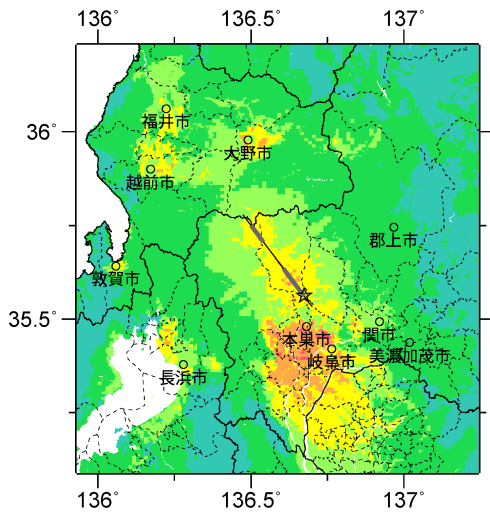 136° 136.5° 137°
36°
福井市
大野市
越前市
郡上市
敦賀市
35.5°
関市
本巣市
美濃加茂市
岐阜市
長浜市
136° 136.5° 137°